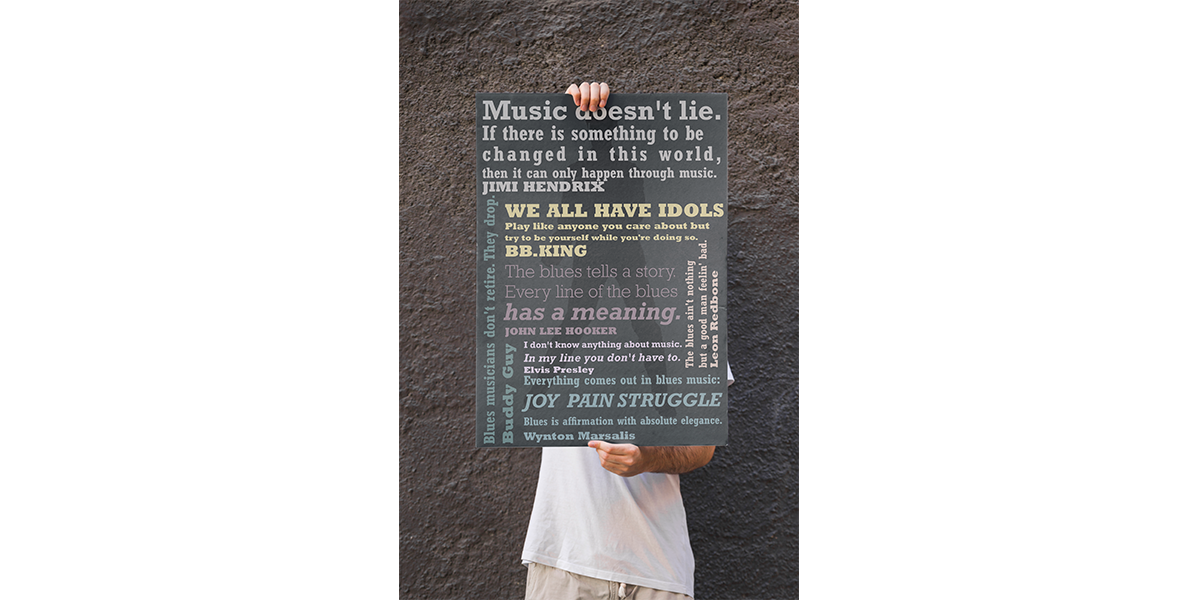 Music doesn't lie.
If there is something to be
changed in this world,
then it can only happen through music.
JIMI HENDRIX
Blues musicians don't retire. They drop.
Buddy Guy
WE ALL HAVE IDOLS
Play like anyone you care about but
try to be yourself while you're doing so.
BB.KING
The blues tells a story.
Every line of the blues
has a meaning.
JOHN LEE HOOKER
The blues ain't nothing
but a good man feelin' bad.
Leon Redbone
I don't know anything about music.
In my line you don't have to.
Elvis Presley
Everything comes out in blues music:
JOY PAIN STRUGGLE
Blues is affirmation with absolute elegance.
Wynton Marsalis